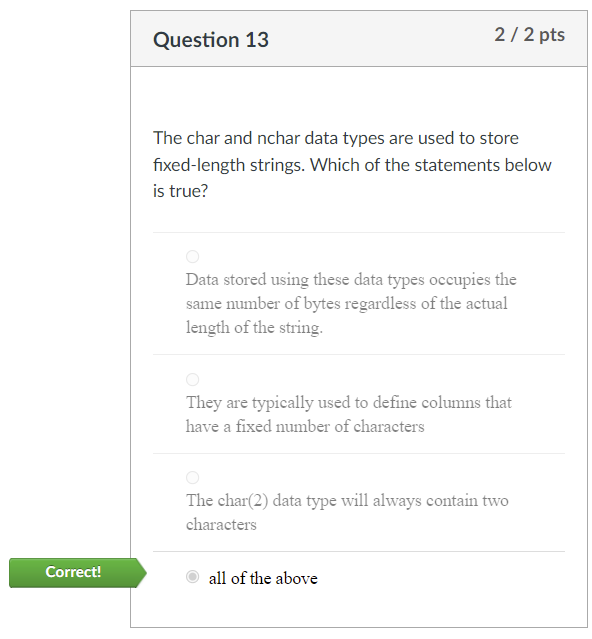 Question 13
2 / 2 pts
The char and nchar data types are used to store
fixed-length strings. Which of the statements below
is true?
Data stored using these data types occupies the
same number of bytes regardless of the actual
length of the string.
They are typically used to define columns that
have a fixed number of characters
The char(2) data type will always contain two
characters
Correct!
all of the above